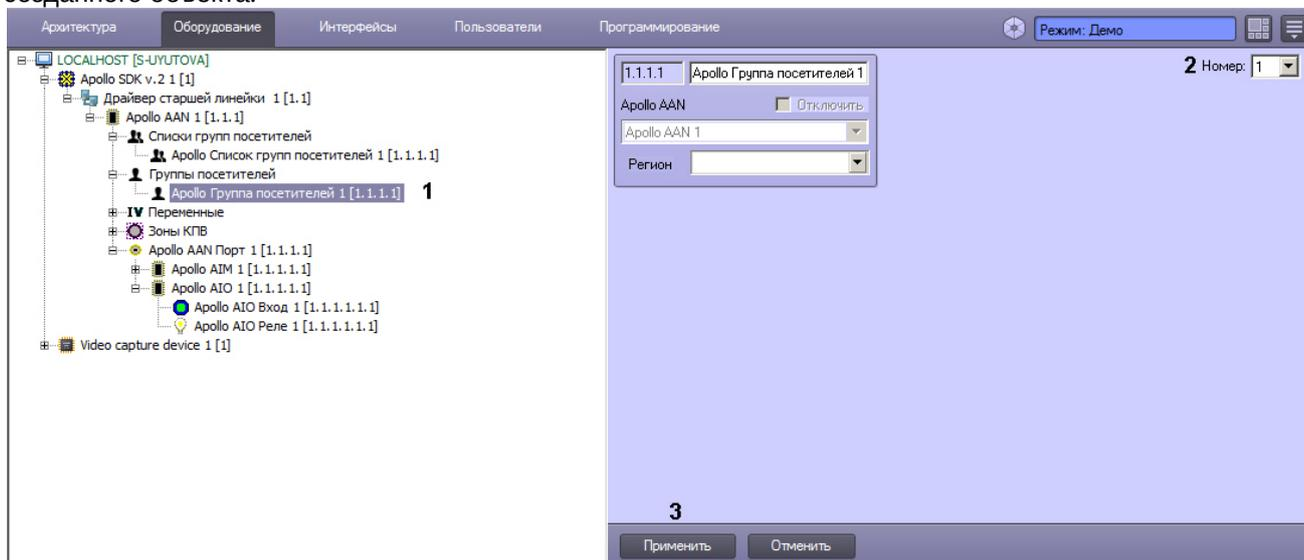 созданного объекта.
Архитектура Оборудование Интерфейсы Пользователи Программирование Режим: Демо
LOCALHOST [S-UYUTOVA]
Apollo SDK v.2 1 [1]
Драйвер старшей линейки 1 [1.1]
Apollo AAN 1 [1.1.1]
Списки групп посетителей
Apollo Список групп посетителей 1 [1.1.1.1]
Группы посетителей
Apollo Группа посетителей 1 [1.1.1.1] 1
IV Переменные
Зоны КПВ
Apollo AAN Порт 1 [1.1.1.1]
Apollo AIM 1 [1.1.1.1.1]
Apollo AIO 1 [1.1.1.1.1]
Apollo AIO Вход 1 [1.1.1.1.1.1]
Apollo AIO Реле 1 [1.1.1.1.1.1]
Video capture device 1 [1]
1.1.1.1 Apollo Группа посетителей 1
Apollo AAN Отключить
Apollo AAN 1
Регион
2 Номер: 1
3
Применить Отменить